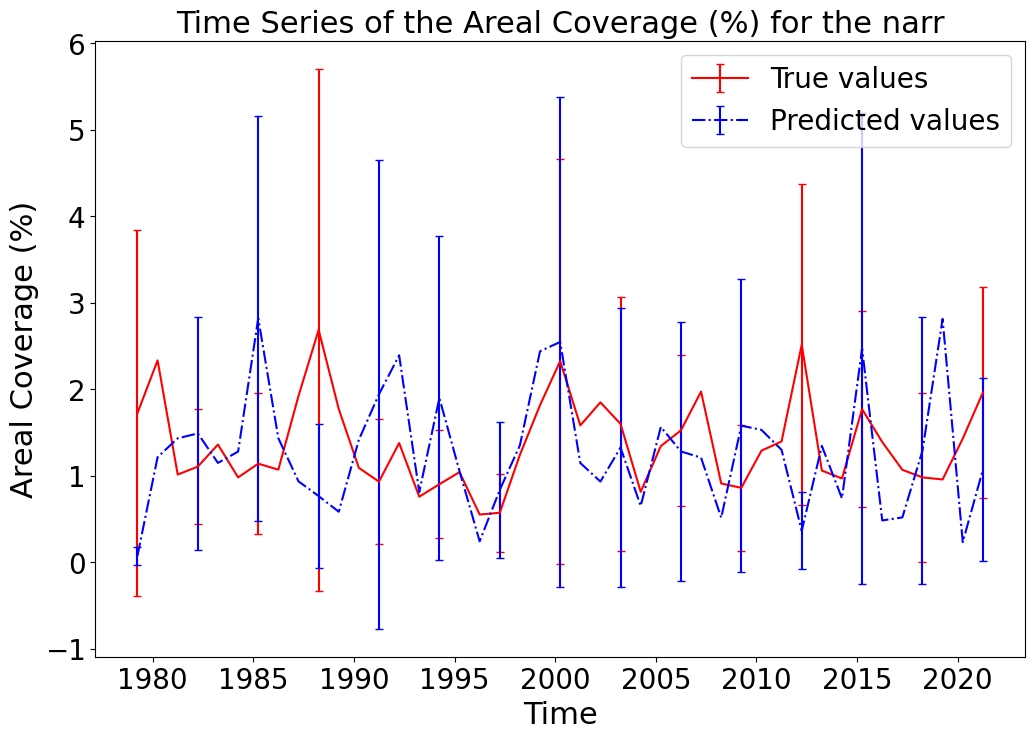 Time Series of the Areal Coverage (%) for the narr
True values
Predicted values
Areal Coverage (%)
6
5
4
3
2
1
0
−1
1980 1985 1990 1995 2000 2005 2010 2015 2020
Time